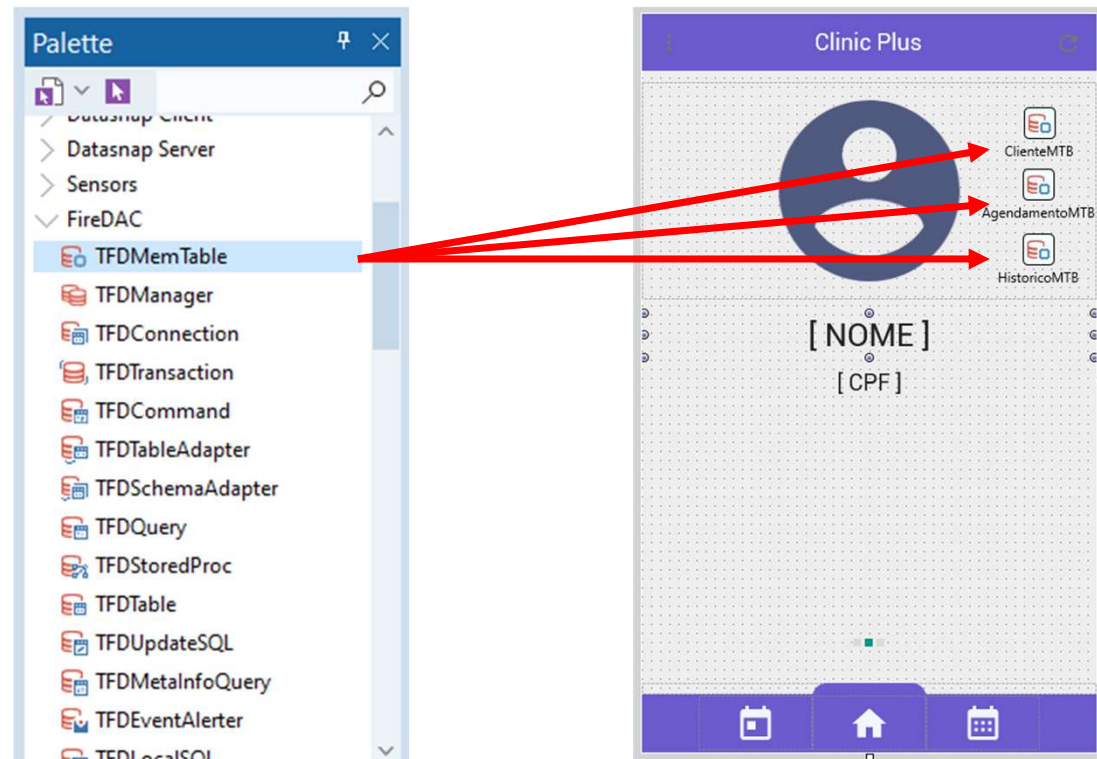 Palette
Datasnap Client
Datasnap Server
Sensors
FireDAC
TFDMemTable
TFDManager
TFDConnection
TFDTransaction
TFDCommand
TFDTableAdapter
TFDSchemaAdapter
TFDQuery
TFDStoredProc
TFDTable
TFDUpdateSQL
TFDMetaInfoQuery
TFDEventAlerter
TFDLocalSQL
Clinic Plus
ClienteMTB
AgendamentoMTB
HistoricoMTB
[ NOME ]
[ CPF ]